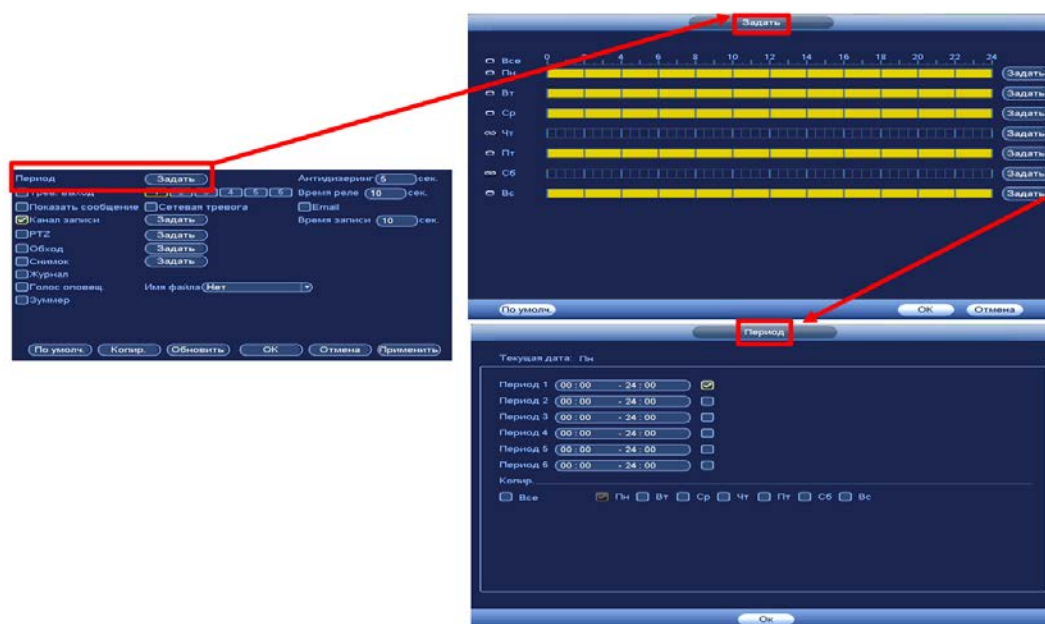 Период Задать Антидизеринг 5 сек.
Трев. выход 1 2 3 4 5 6 Время реле 10 сек.
Показать сообщение Сетевая тревога Email
Канал записи Задать Время записи 10 сек.
PTZ Задать
Обход Задать
Снимок Задать
Журнал
Голос оповещ. Имя файла Нет
Зуммер
По умолч. Копир. Обновить OK Отмена Применить
Задать
0 2 4 6 8 10 12 14 16 18 20 22 24
Все
Пн Задать
Вт Задать
Ср Задать
Чт Задать
Пт Задать
Сб Задать
Вс Задать
По умолч. OK Отмена
Период
Текущая дата: Пн
Период 1 00 : 00 - 24 : 00
Период 2 00 : 00 - 24 : 00
Период 3 00 : 00 - 24 : 00
Период 4 00 : 00 - 24 : 00
Период 5 00 : 00 - 24 : 00
Период 6 00 : 00 - 24 : 00
Копир.
Все Пн Вт Ср Чт Пт Сб Вс
Ок